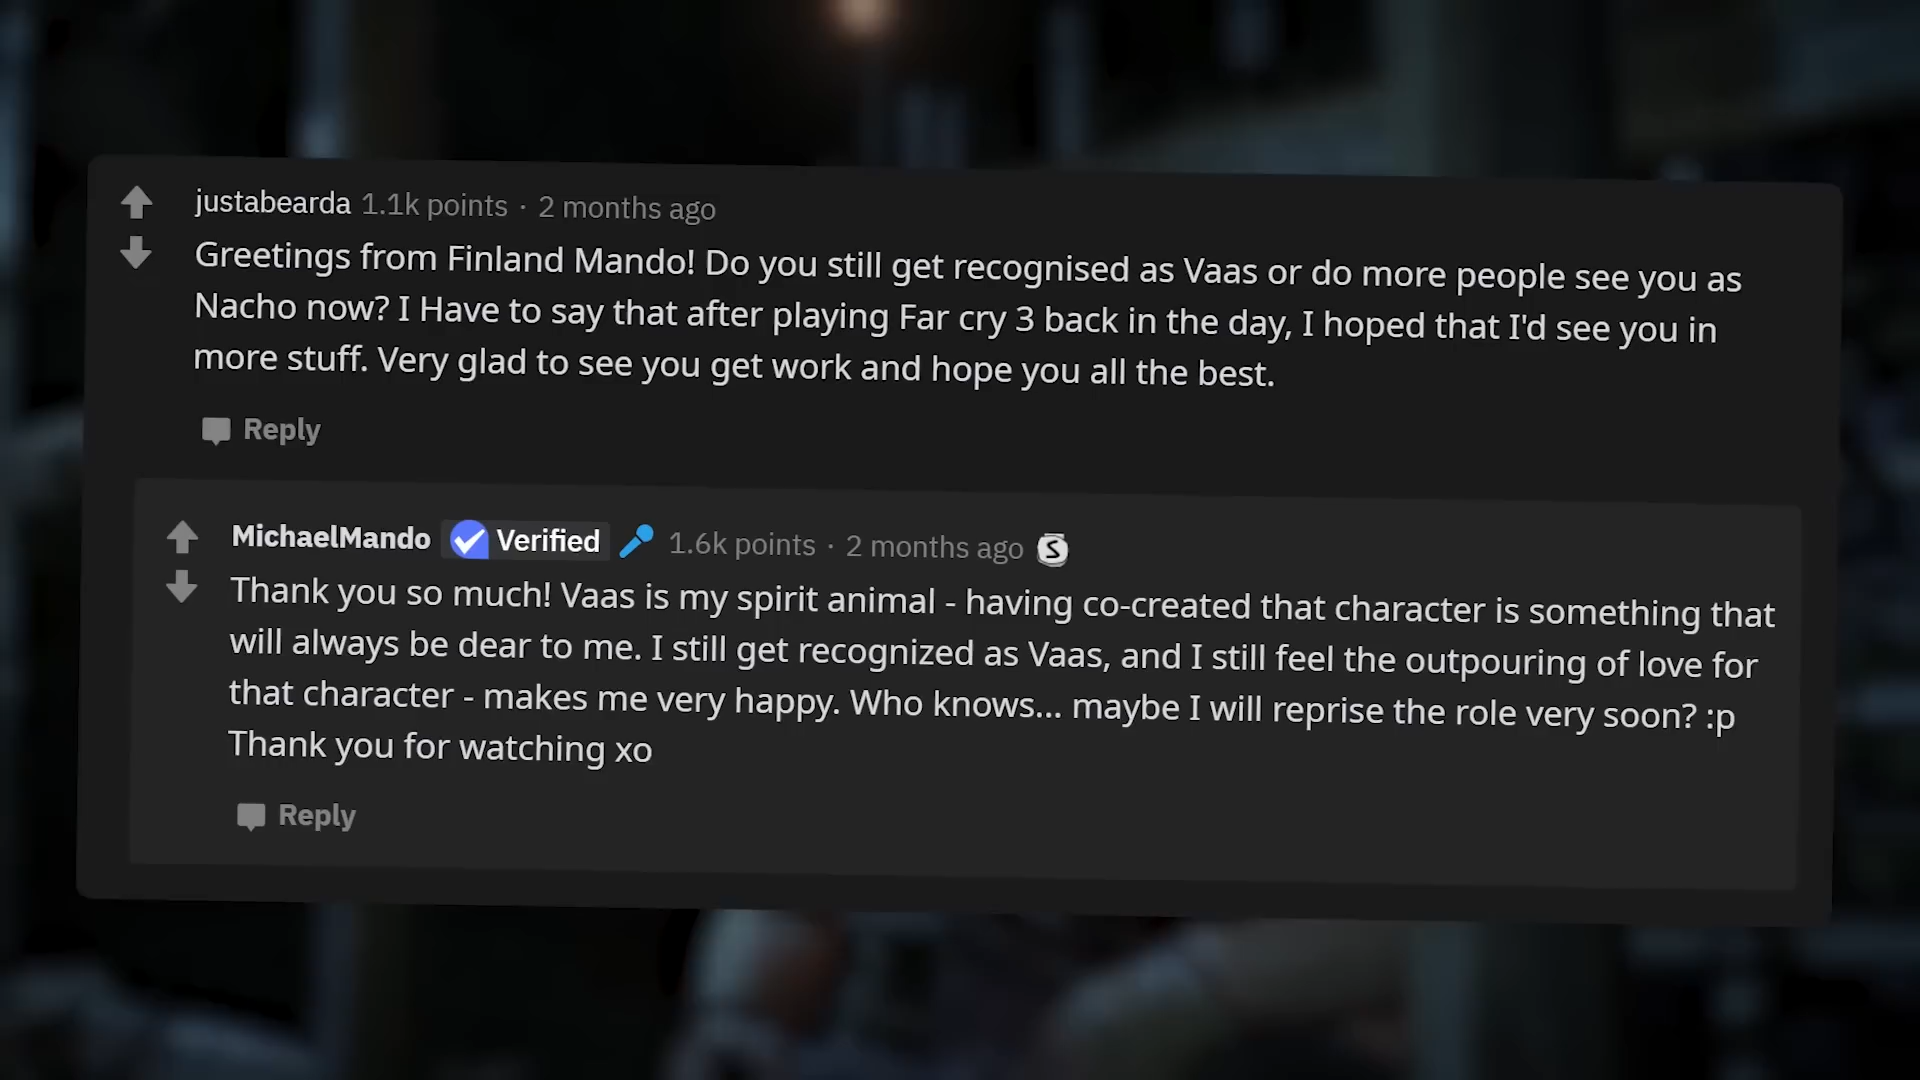 justabearda 1.1k points · 2 months ago
Greetings from Finland Mando! Do you still get recognised as Vaas or do more people see you as
Nacho now? I Have to say that after playing Far cry 3 back in the day, I hoped that I'd see you in
more stuff. Very glad to see you get work and hope you all the best.
Reply
MichaelMando Verified 1.6k points · 2 months ago S
Thank you so much! Vaas is my spirit animal - having co-created that character is something that
will always be dear to me. I still get recognized as Vaas, and I still feel the outpouring of love for
that character - makes me very happy. Who knows... maybe I will reprise the role very soon? :p
Thank you for watching xo
Reply